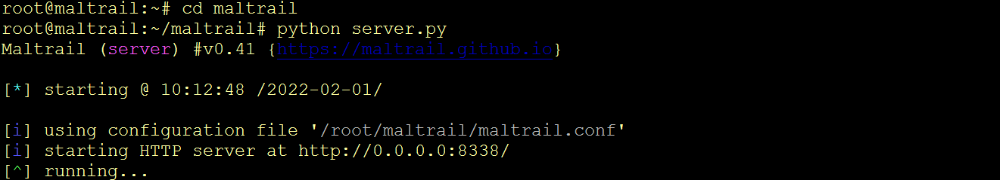 root@maltrail:~# cd maltrail
root@maltrail:~/maltrail# python server.py
Maltrail (server) #v0.41 {https://maltrail.github.io}
[*] starting @ 10:12:48 /2022-02-01/
[i] using configuration file '/root/maltrail/maltrail.conf'
[i] starting HTTP server at http://0.0.0.0:8338/
[^] running...